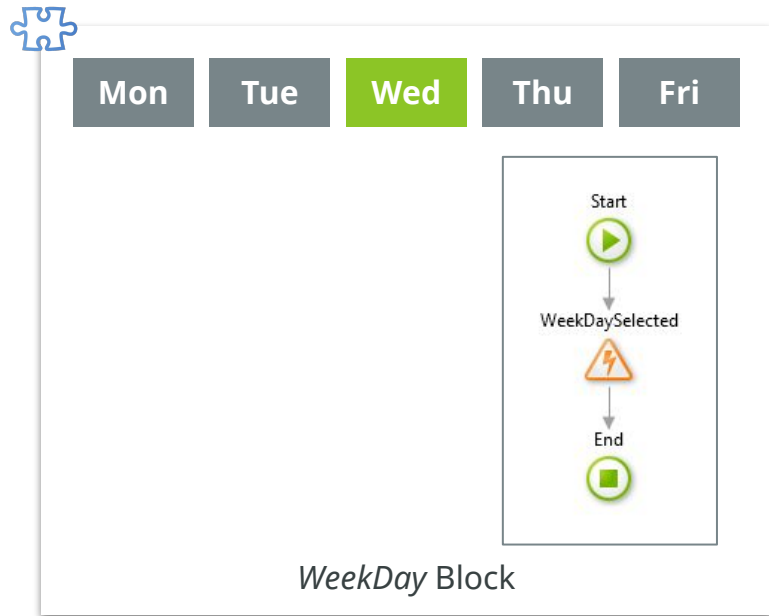 Mon Tue Wed Thu Fri
Start
WeekDaySelected
End
WeekDay Block